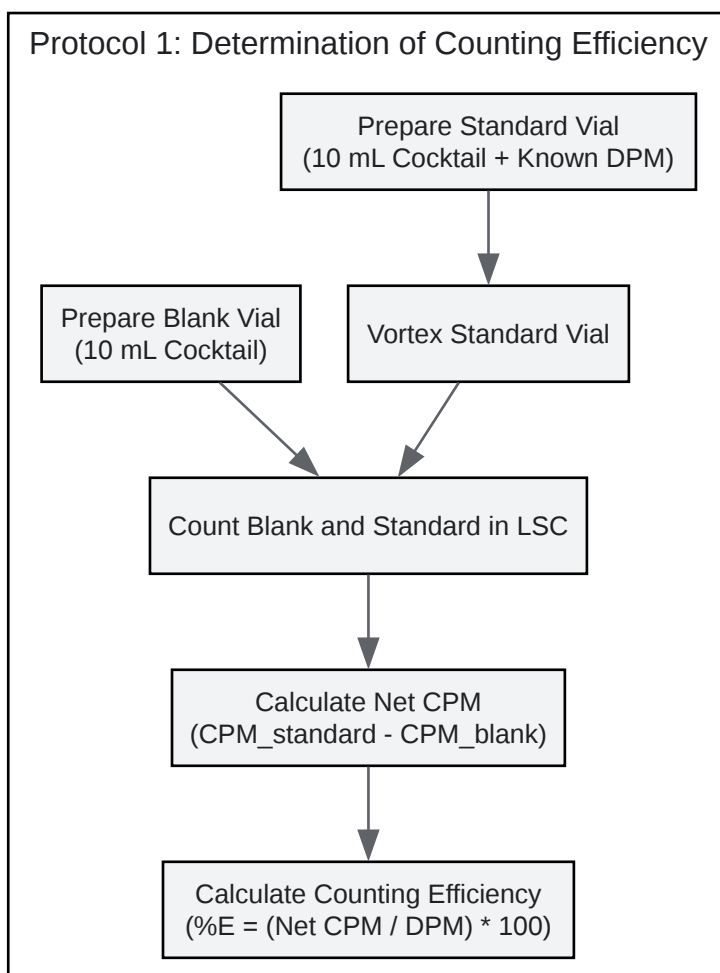 Protocol 1: Determination of Counting Efficiency
Prepare Standard Vial
(10 mL Cocktail + Known DPM)
Prepare Blank Vial
(10 mL Cocktail)
Vortex Standard Vial
Count Blank and Standard in LSC
Calculate Net CPM
(CPM_standard - CPM_blank)
Calculate Counting Efficiency
(%E = (Net CPM / DPM) * 100)